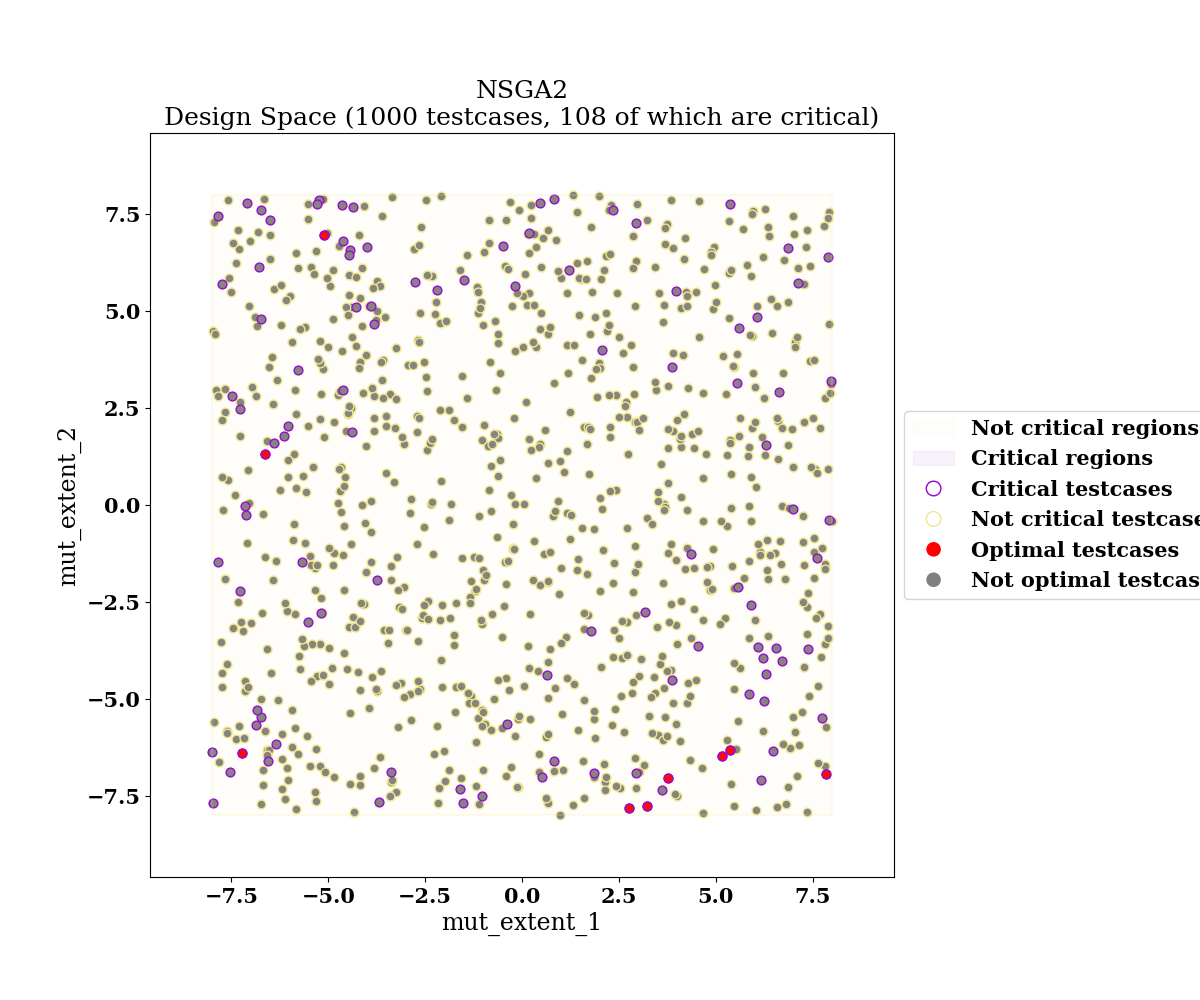 NSGA2
Design Space (1000 testcases, 108 of which are critical)
7.5
5.0
2.5
0.0
−2.5
−5.0
−7.5
mut_extent_2
−7.5 −5.0 −2.5 0.0 2.5 5.0 7.5
mut_extent_1
Not critical regions
Critical regions
Critical testcases
Not critical testcase
Optimal testcases
Not optimal testcas